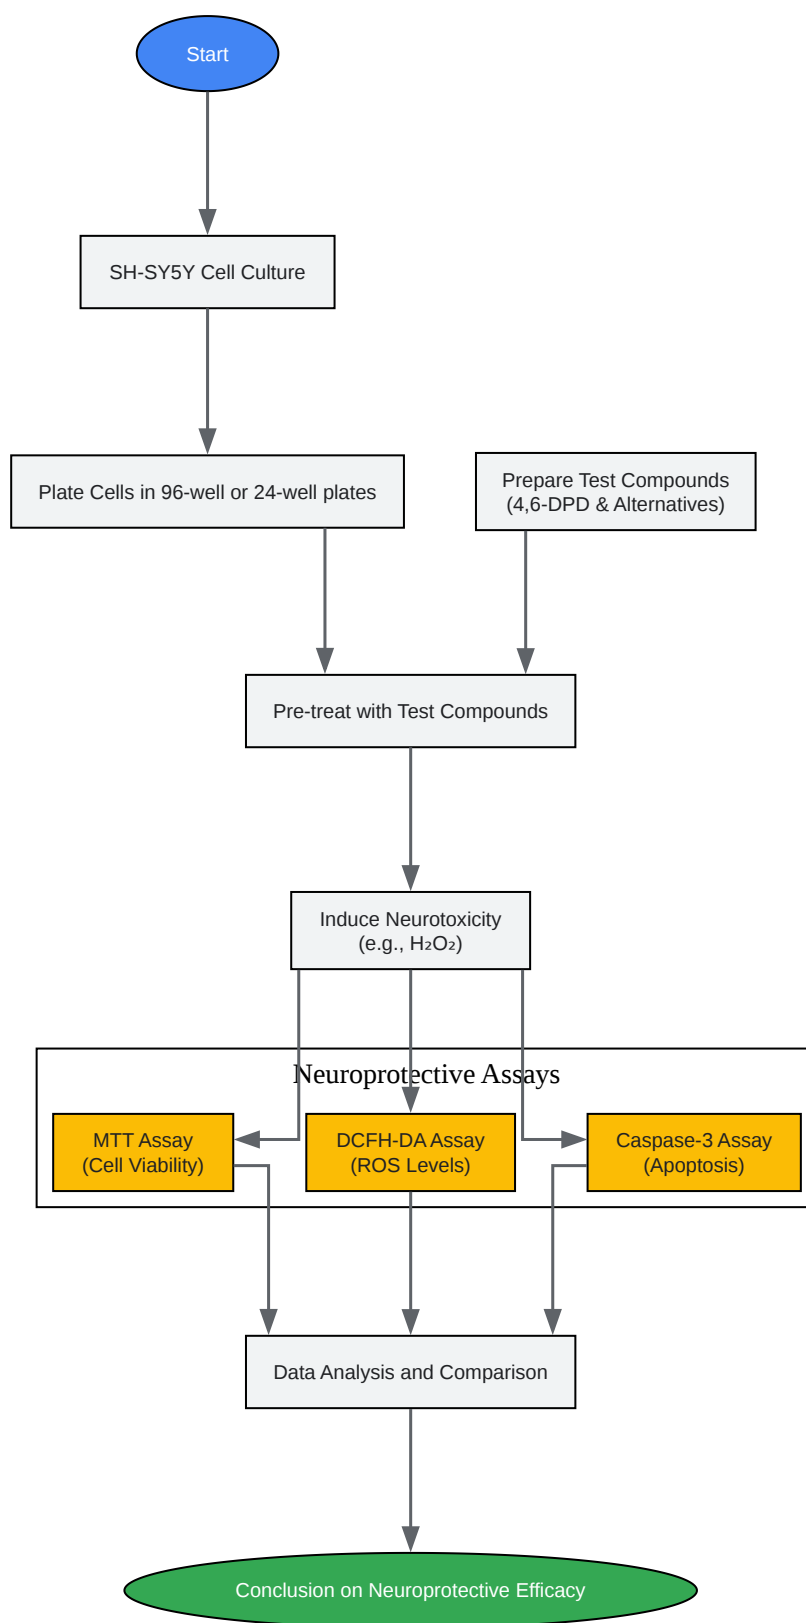 Start
SH-SY5Y Cell Culture
Plate Cells in 96-well or 24-well plates
Prepare Test Compounds
(4,6-DPD & Alternatives)
Pre-treat with Test Compounds
Induce Neurotoxicity
(e.g., H₂O₂)
Neuroprotective Assays
MTT Assay
(Cell Viability)
DCFH-DA Assay
(ROS Levels)
Caspase-3 Assay
(Apoptosis)
Data Analysis and Comparison
Conclusion on Neuroprotective Efficacy